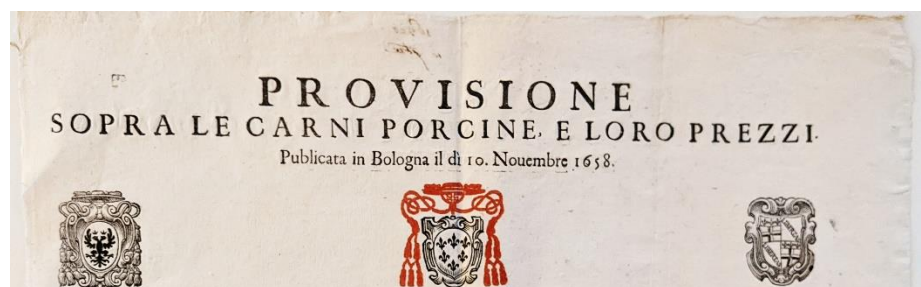 PROVISIONE
SOPRA LE CARNI PORCINE, E LORO PREZZI.
Publicata in Bologna il dì 10. Nouembre 1658.